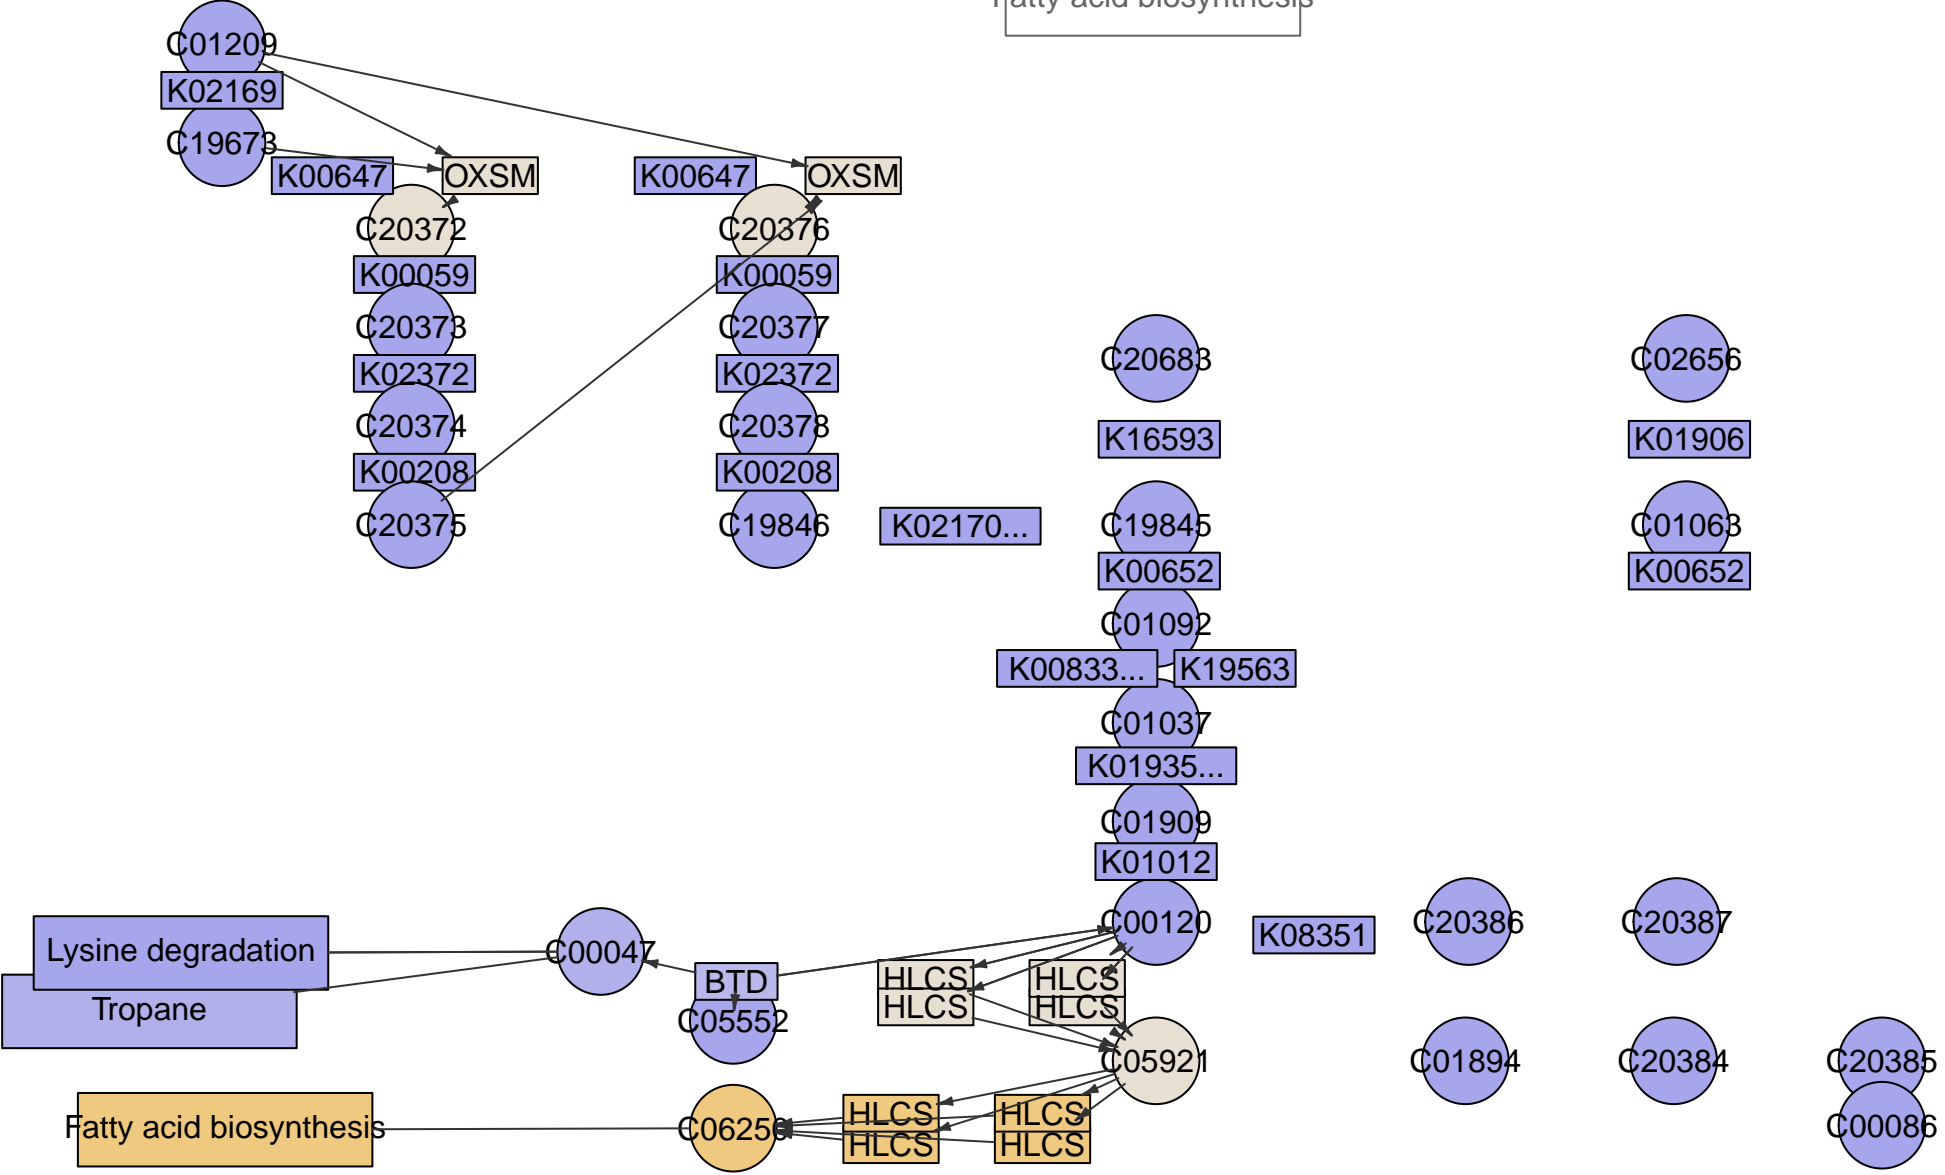 Fatty acid biosynthesis
C01209
K02169
C19673
K00647
OXSM
K00647
OXSM
C20372
C20376
K00059
K00059
C20373
C20377
C20683
C02656
K02372
K02372
C20374
C20378
K16593
K01906
K00208
K00208
C20375
C19846
K02170...
C19845
C01063
K00652
K00652
C01092
K00833...
K19563
C01037
K01935...
C01909
K01012
C00120
K08351
C20386
C20387
Lysine degradation
C00047
BTD
HLCS
HLCS
Tropane
C05552
HLCS
HLCS
C05921
C01894
C20384
C20385
Fatty acid biosynthesis
C06250
HLCS
HLCS
HLCS
HLCS
C00086